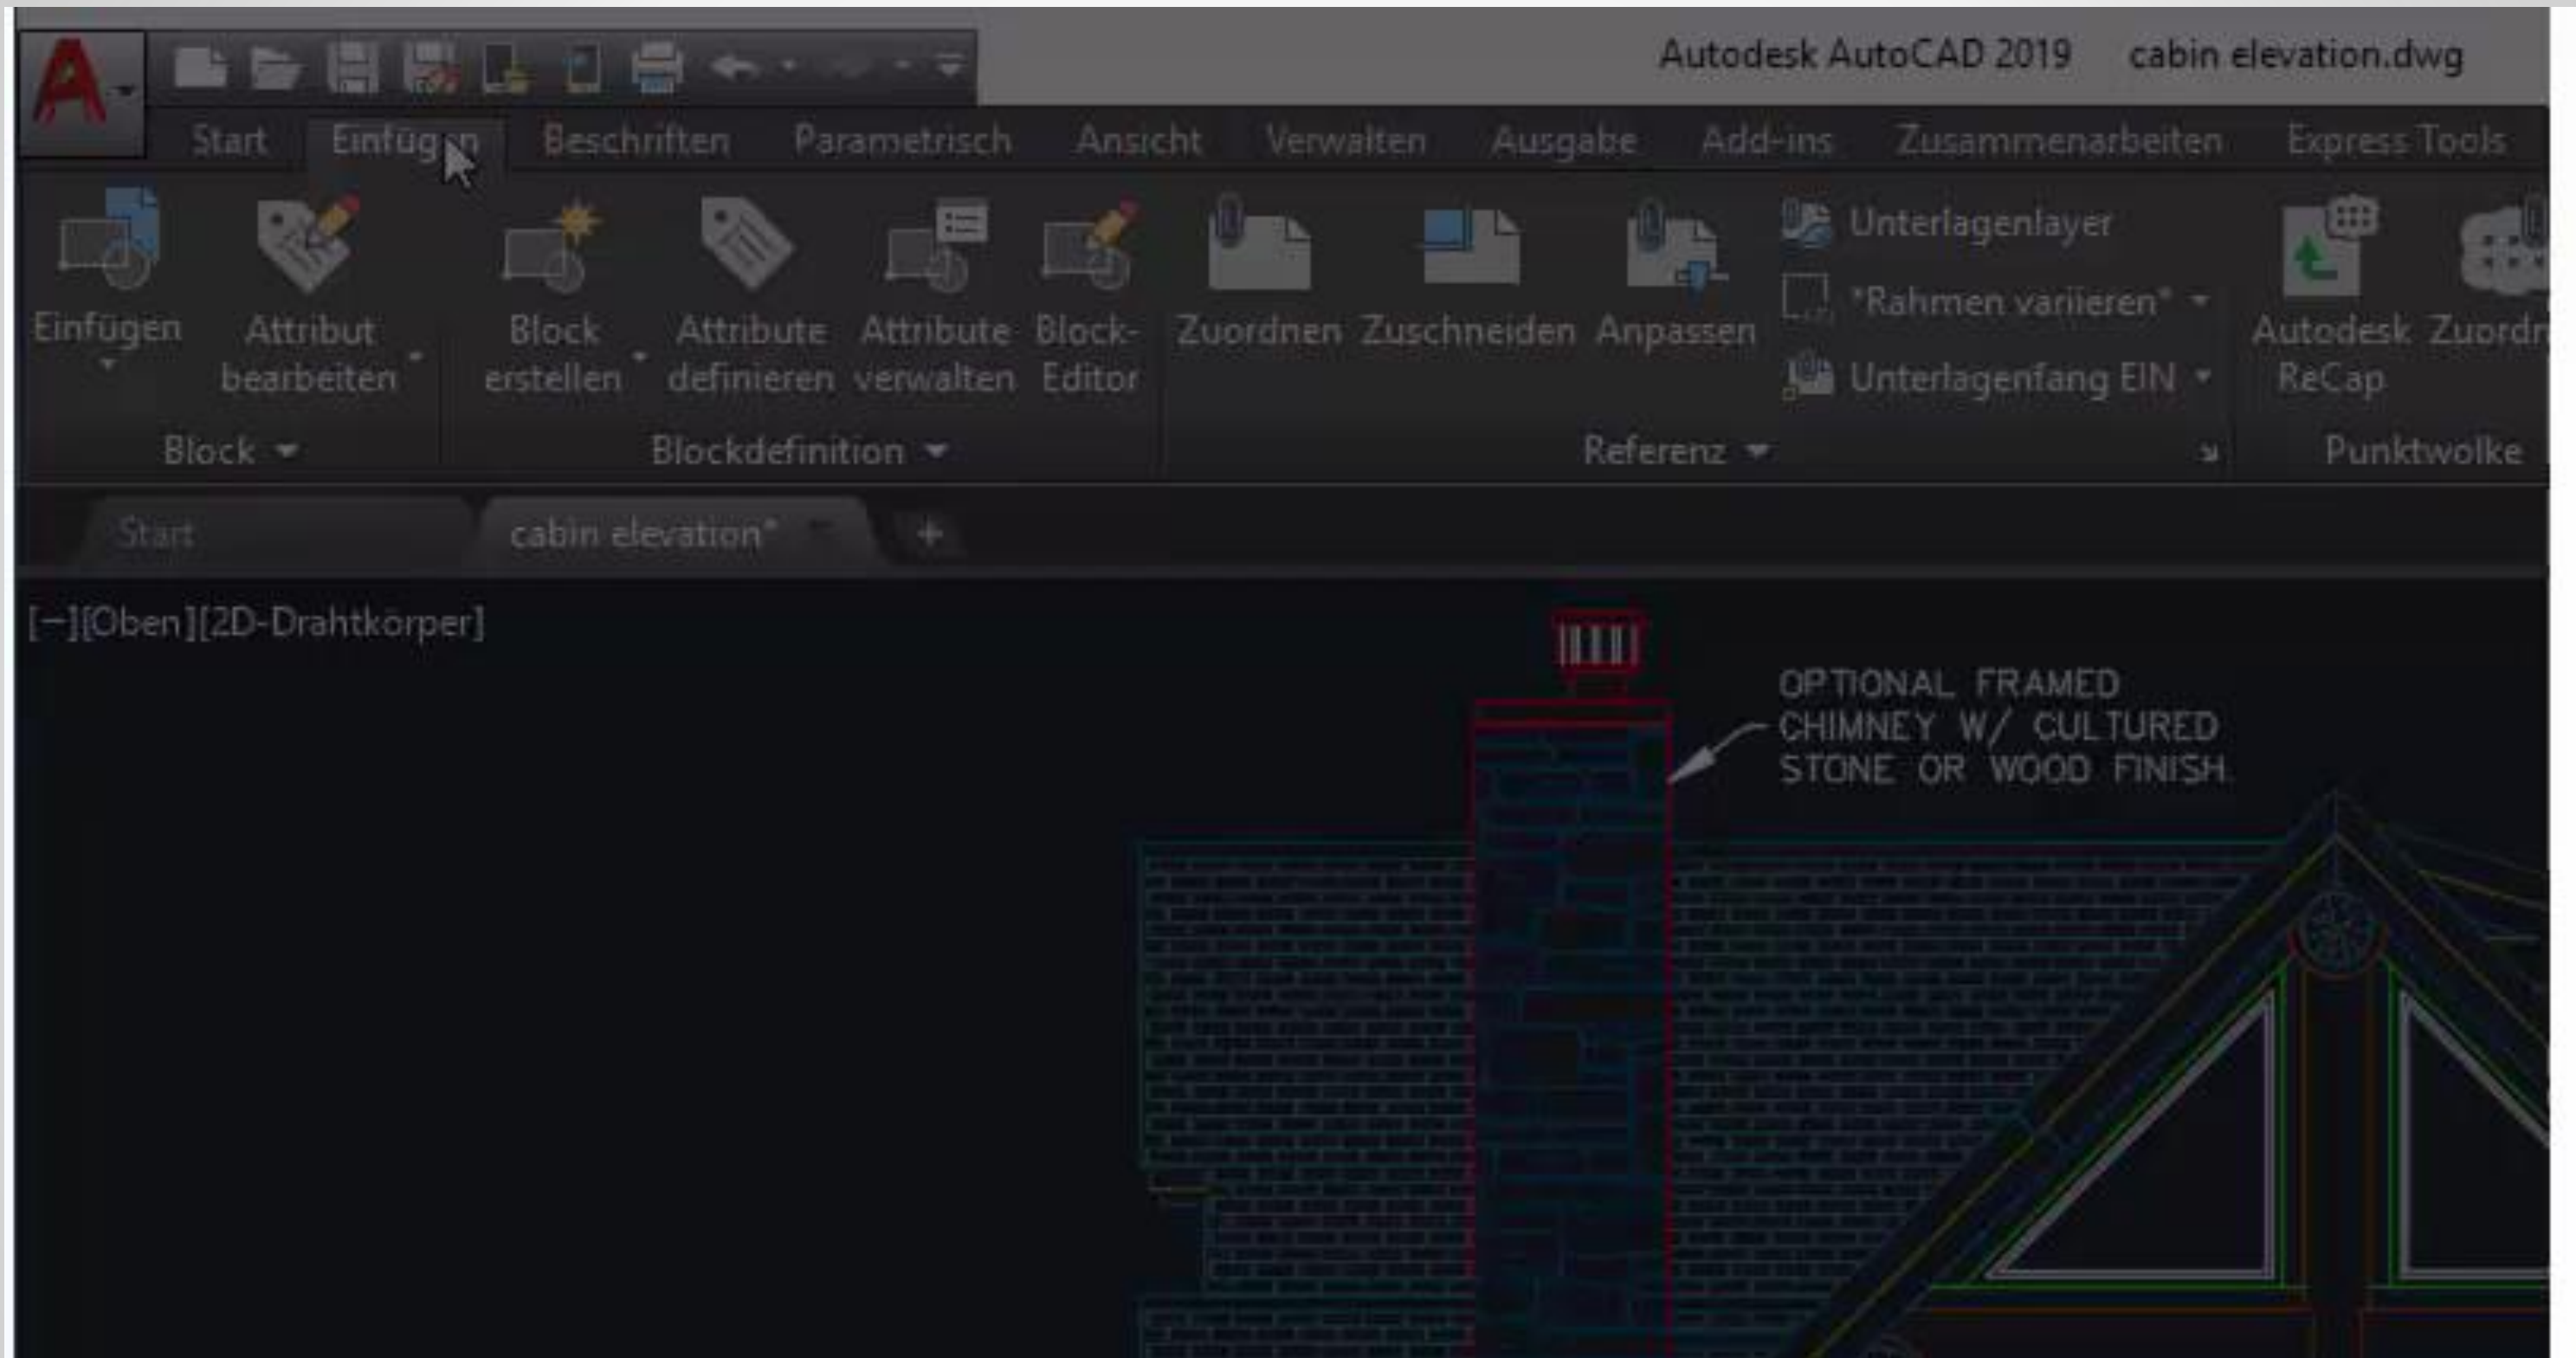 Autodesk AutoCAD 2019 cabin elevation.dwg
Start Einfügen Beschriften Parametrisch Ansicht Verwalten Ausgabe Add-ins Zusammenarbeiten Express Tools
Einfügen
Attribut
bearbeiten
Block
erstellen
Attribute
definieren
Attribute
verwalten
Block-
Editor
Zuordnen
Zuschneiden
Anpassen
Unterlagenlayer
*Rahmen variieren*
Unterlagenfang EIN
Autodesk
ReCap
Block
Blockdefinition
Referenz
Punktwolke
Start
cabin elevation*
[−][Oben][2D-Drahtkörper]
OPTIONAL FRAMED
CHIMNEY W/ CULTURED
STONE OR WOOD FINISH.